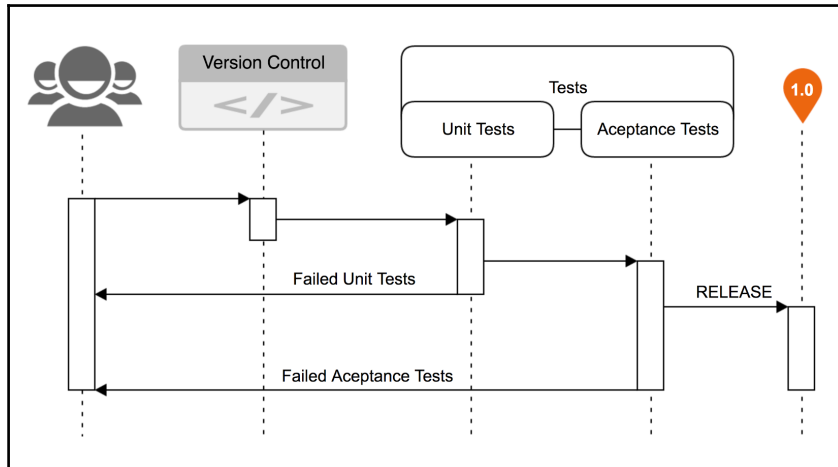 Version Control
</>
Tests
1.0
Unit Tests
Aceptance Tests
Failed Unit Tests
RELEASE
Failed Aceptance Tests